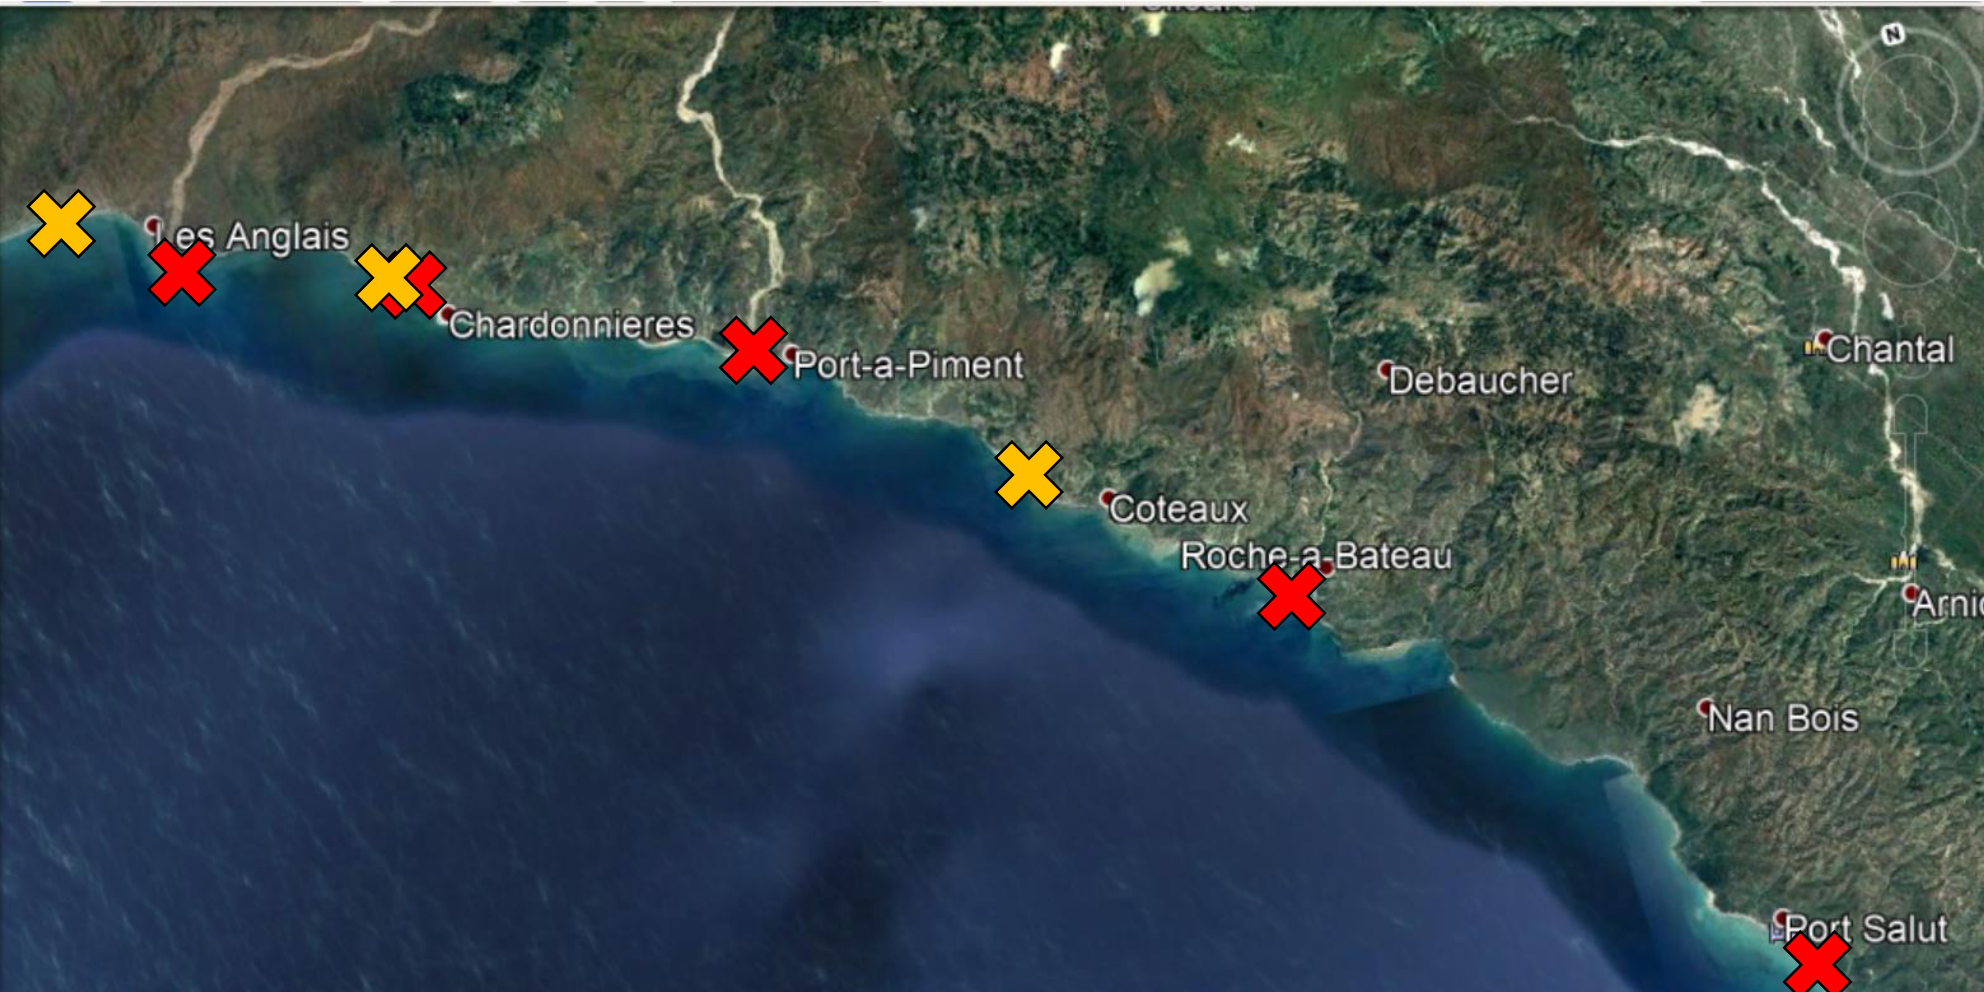 N
Les Anglais
Chardonnieres
Port-a-Piment
Chantal
Debaucher
Coteaux
Roche-a-Bateau
Nan Bois
Port Salut